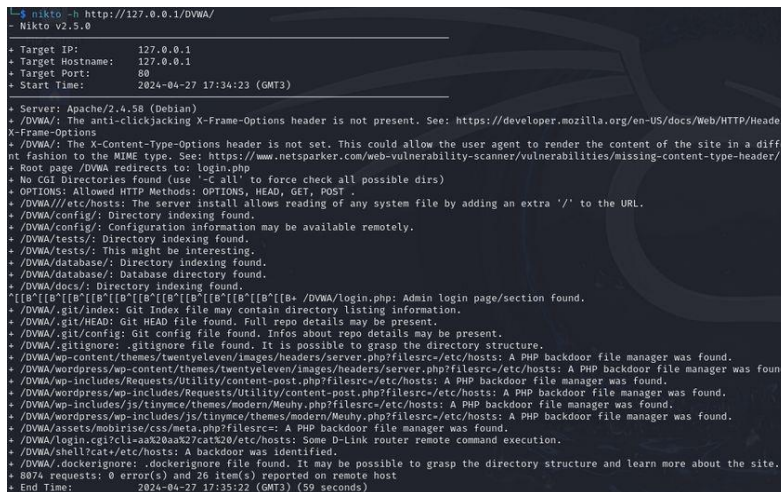 └─$ nikto -h http://127.0.0.1/DVWA/
- Nikto v2.5.0
+ Target IP: 127.0.0.1
+ Target Hostname: 127.0.0.1
+ Target Port: 80
+ Start Time: 2024-04-27 17:34:23 (GMT3)
+ Server: Apache/2.4.58 (Debian)
+ /DVWA/: The anti-clickjacking X-Frame-Options header is not present. See: https://developer.mozilla.org/en-US/docs/Web/HTTP/Heade
X-Frame-Options
+ /DVWA/: The X-Content-Type-Options header is not set. This could allow the user agent to render the content of the site in a diff
nt fashion to the MIME type. See: https://www.netsparker.com/web-vulnerability-scanner/vulnerabilities/missing-content-type-header/
+ Root page /DVWA redirects to: login.php
+ No CGI Directories found (use '-C all' to force check all possible dirs)
+ OPTIONS: Allowed HTTP Methods: OPTIONS, HEAD, GET, POST .
+ /DVWA///etc/hosts: The server install allows reading of any system file by adding an extra '/' to the URL.
+ /DVWA/config/: Directory indexing found.
+ /DVWA/config/: Configuration information may be available remotely.
+ /DVWA/tests/: Directory indexing found.
+ /DVWA/tests/: This might be interesting.
+ /DVWA/database/: Directory indexing found.
+ /DVWA/database/: Database directory found.
+ /DVWA/docs/: Directory indexing found.
^[[B^[[B^[[B^[[B^[[B^[[B^[[B^[[B^[[B^[[B^[[B+ /DVWA/login.php: Admin login page/section found.
+ /DVWA/.git/index: Git Index file may contain directory listing information.
+ /DVWA/.git/HEAD: Git HEAD file found. Full repo details may be present.
+ /DVWA/.git/config: Git config file found. Infos about repo details may be present.
+ /DVWA/.gitignore: .gitignore file found. It is possible to grasp the directory structure.
+ /DVWA/wp-content/themes/twentyeleven/images/headers/server.php?filesrc=/etc/hosts: A PHP backdoor file manager was found.
+ /DVWA/wordpress/wp-content/themes/twentyeleven/images/headers/server.php?filesrc=/etc/hosts: A PHP backdoor file manager was foun
+ /DVWA/wp-includes/Requests/Utility/content-post.php?filesrc=/etc/hosts: A PHP backdoor file manager was found.
+ /DVWA/wordpress/wp-includes/Requests/Utility/content-post.php?filesrc=/etc/hosts: A PHP backdoor file manager was found.
+ /DVWA/wp-includes/js/tinymce/themes/modern/Meuhy.php?filesrc=/etc/hosts: A PHP backdoor file manager was found.
+ /DVWA/wordpress/wp-includes/js/tinymce/themes/modern/Meuhy.php?filesrc=/etc/hosts: A PHP backdoor file manager was found.
+ /DVWA/assets/mobirise/css/meta.php?filesrc=: A PHP backdoor file manager was found.
+ /DVWA/login.cgi?cli=aa%20aa%27cat%20/etc/hosts: Some D-Link router remote command execution.
+ /DVWA/shell?cat+/etc/hosts: A backdoor was identified.
+ /DVWA/.dockerignore: .dockerignore file found. It may be possible to grasp the directory structure and learn more about the site.
+ 8074 requests: 0 error(s) and 26 item(s) reported on remote host
+ End Time: 2024-04-27 17:35:22 (GMT3) (59 seconds)